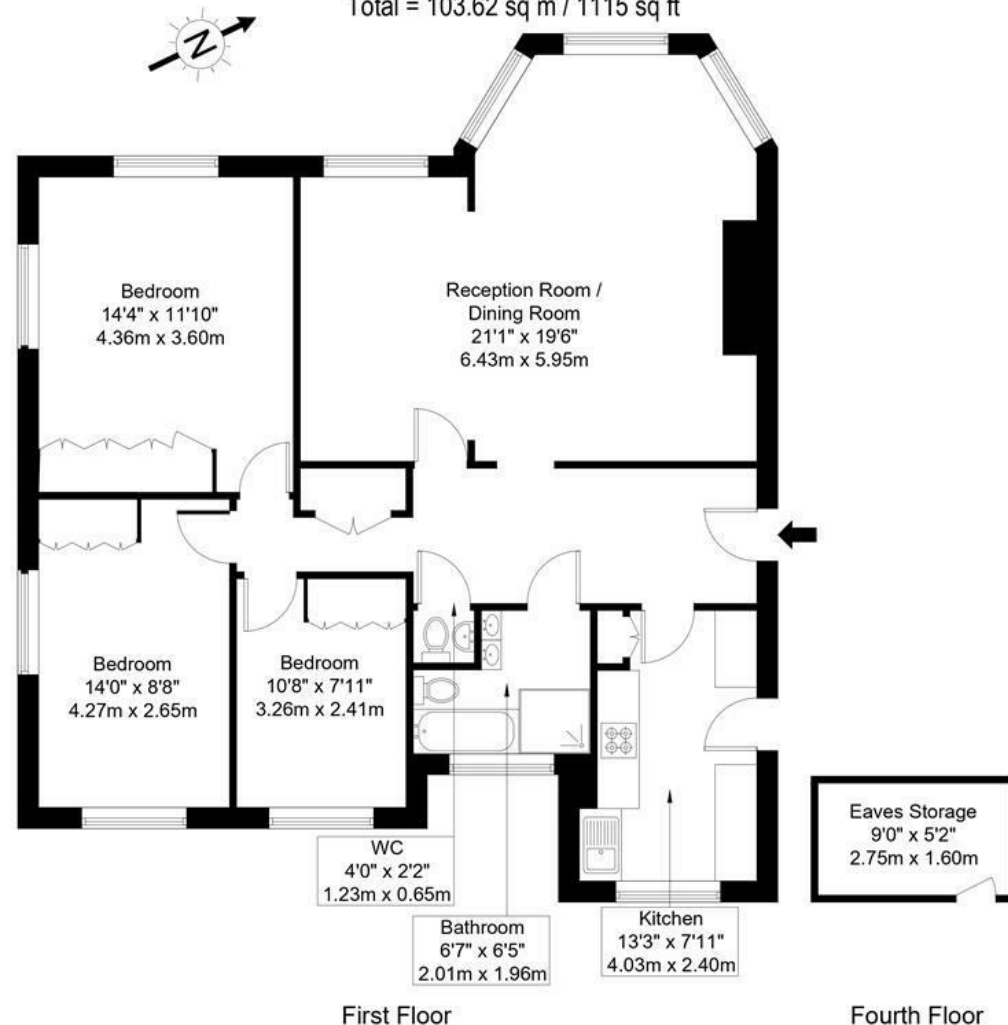 Total = 103.62 sq m / 1115 sq ft
N
Bedroom
14'4" x 11'10"
4.36m x 3.60m
Reception Room /
Dining Room
21'1" x 19'6"
6.43m x 5.95m
Bedroom
14'0" x 8'8"
4.27m x 2.65m
Bedroom
10'8" x 7'11"
3.26m x 2.41m
Eaves Storage
9'0" x 5'2"
2.75m x 1.60m
WC
4'0" x 2'2"
1.23m x 0.65m
Bathroom
6'7" x 6'5"
2.01m x 1.96m
Kitchen
13'3" x 7'11"
4.03m x 2.40m
First Floor
Fourth Floor